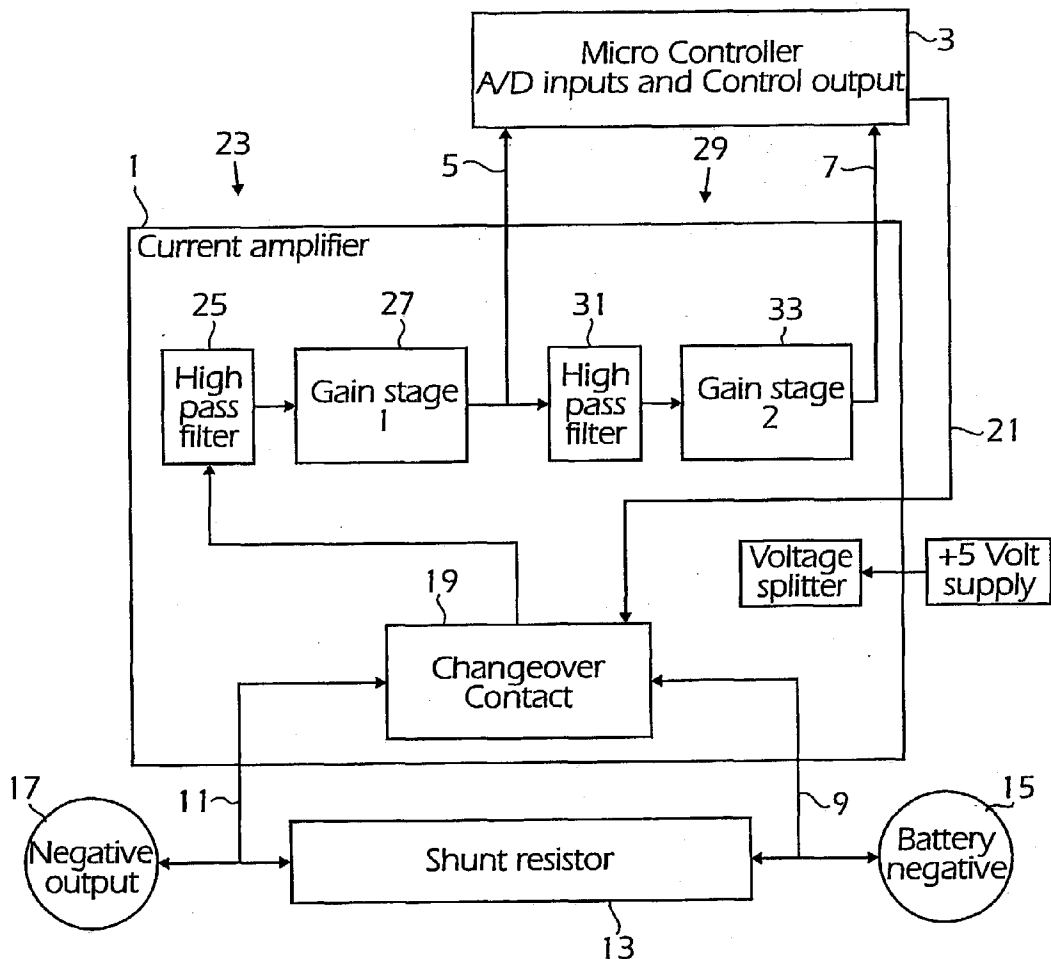 Micro Controller
A/D inputs and Control output
3
1
23
5
29
7
Current amplifier
25
27
31
33
High
pass
filter
Gain stage
1
High
pass
filter
Gain stage
2
21
Voltage
splitter
+5 Volt
supply
19
Changeover
Contact
17
11
9
15
Negative
output
Shunt resistor
Battery
negative
13